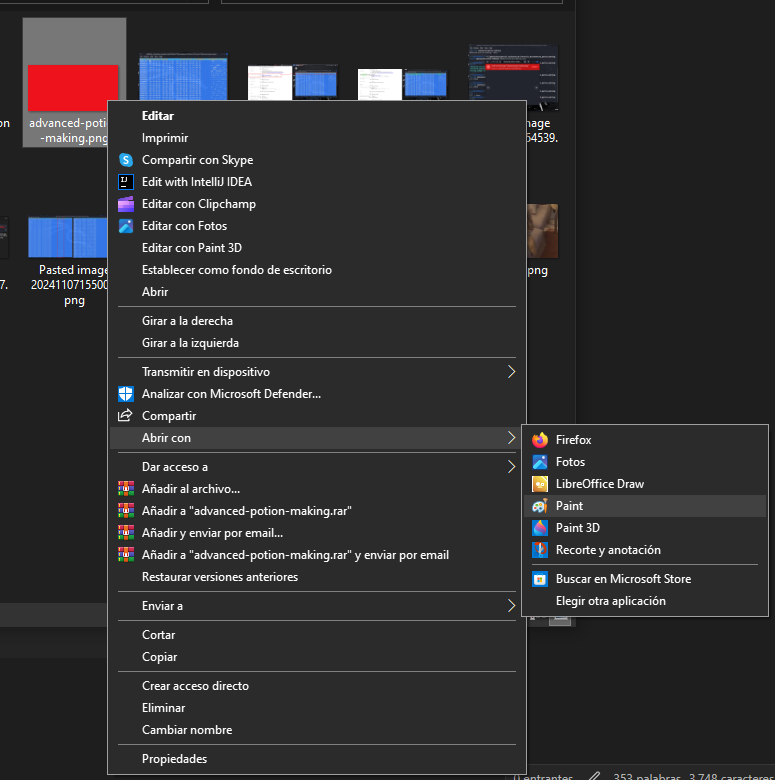 on
advanced-poti
-making.png
mage
54539.
7.
Pasted image
2024110715500
png
png
Editar
Imprimir
Compartir con Skype
Edit with IntelliJ IDEA
Editar con Clipchamp
Editar con Fotos
Editar con Paint 3D
Establecer como fondo de escritorio
Abrir
Girar a la derecha
Girar a la izquierda
Transmitir en dispositivo
Analizar con Microsoft Defender...
Compartir
Abrir con
Dar acceso a
Añadir al archivo...
Añadir a "advanced-potion-making.rar"
Añadir y enviar por email...
Añadir a "advanced-potion-making.rar" y enviar por email
Restaurar versiones anteriores
Enviar a
Cortar
Copiar
Crear acceso directo
Eliminar
Cambiar nombre
Propiedades
Firefox
Fotos
LibreOffice Draw
Paint
Paint 3D
Recorte y anotación
Buscar en Microsoft Store
Elegir otra aplicación
0 entrantes 353 palabras 3.748 caracteres